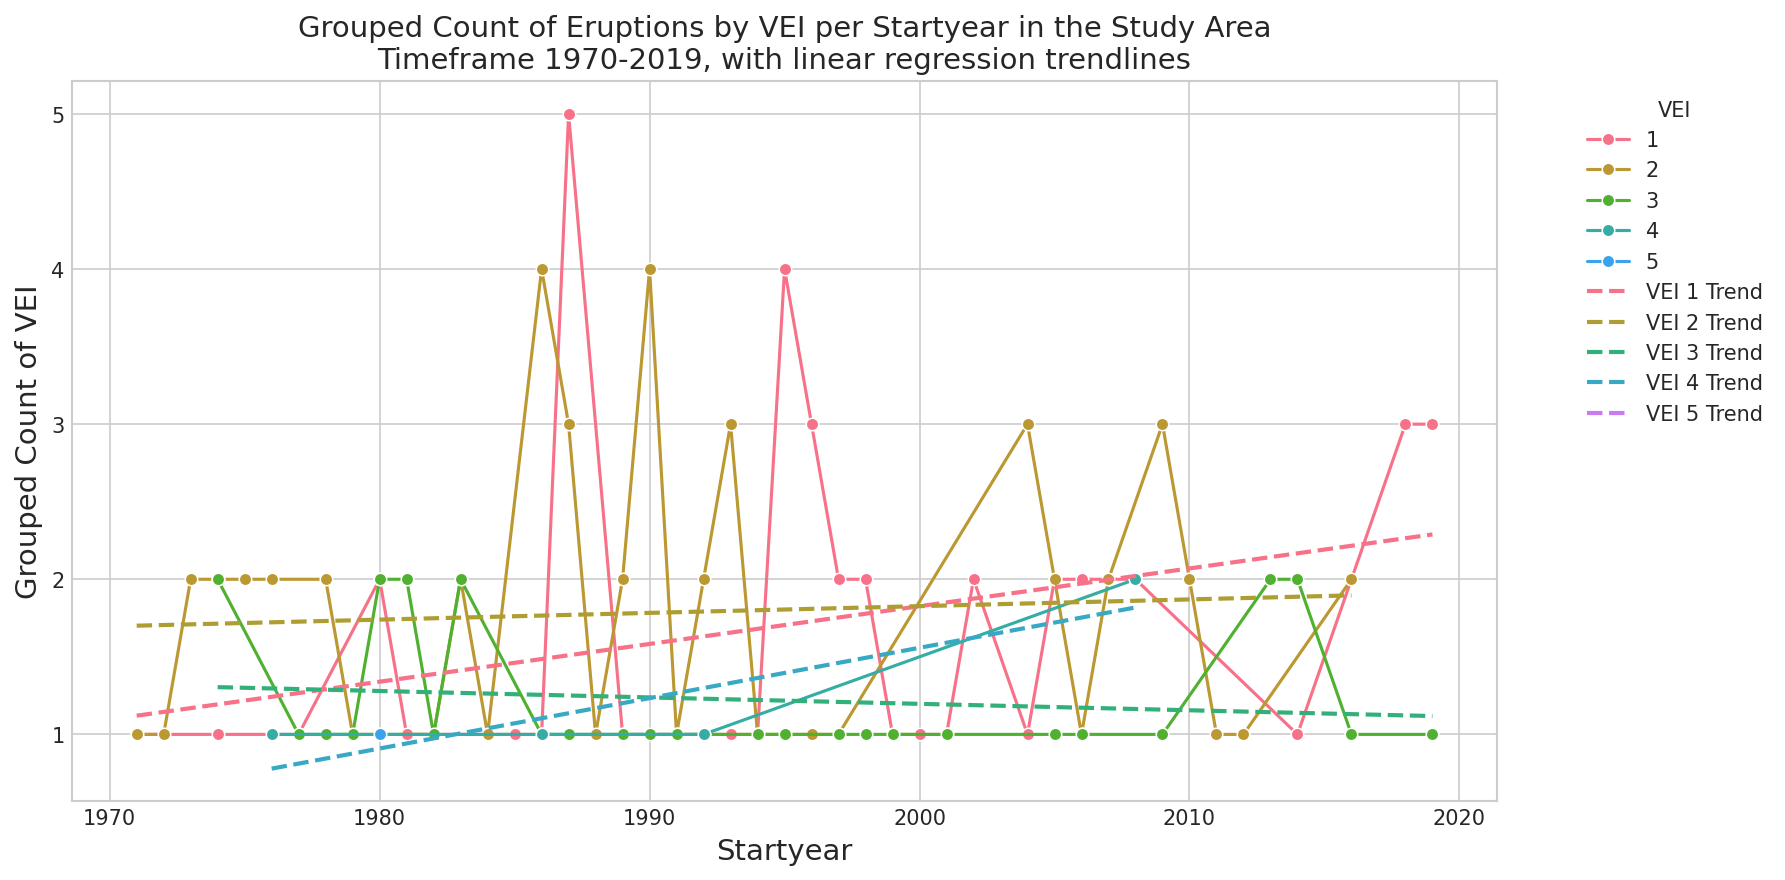 Grouped Count of Eruptions by VEI per Startyear in the Study Area
Timeframe 1970-2019, with linear regression trendlines
Grouped Count of VEI
5
4
3
2
1
1970
1980
1990
2000
2010
2020
Startyear
VEI
1
2
3
4
5
VEI 1 Trend
VEI 2 Trend
VEI 3 Trend
VEI 4 Trend
VEI 5 Trend